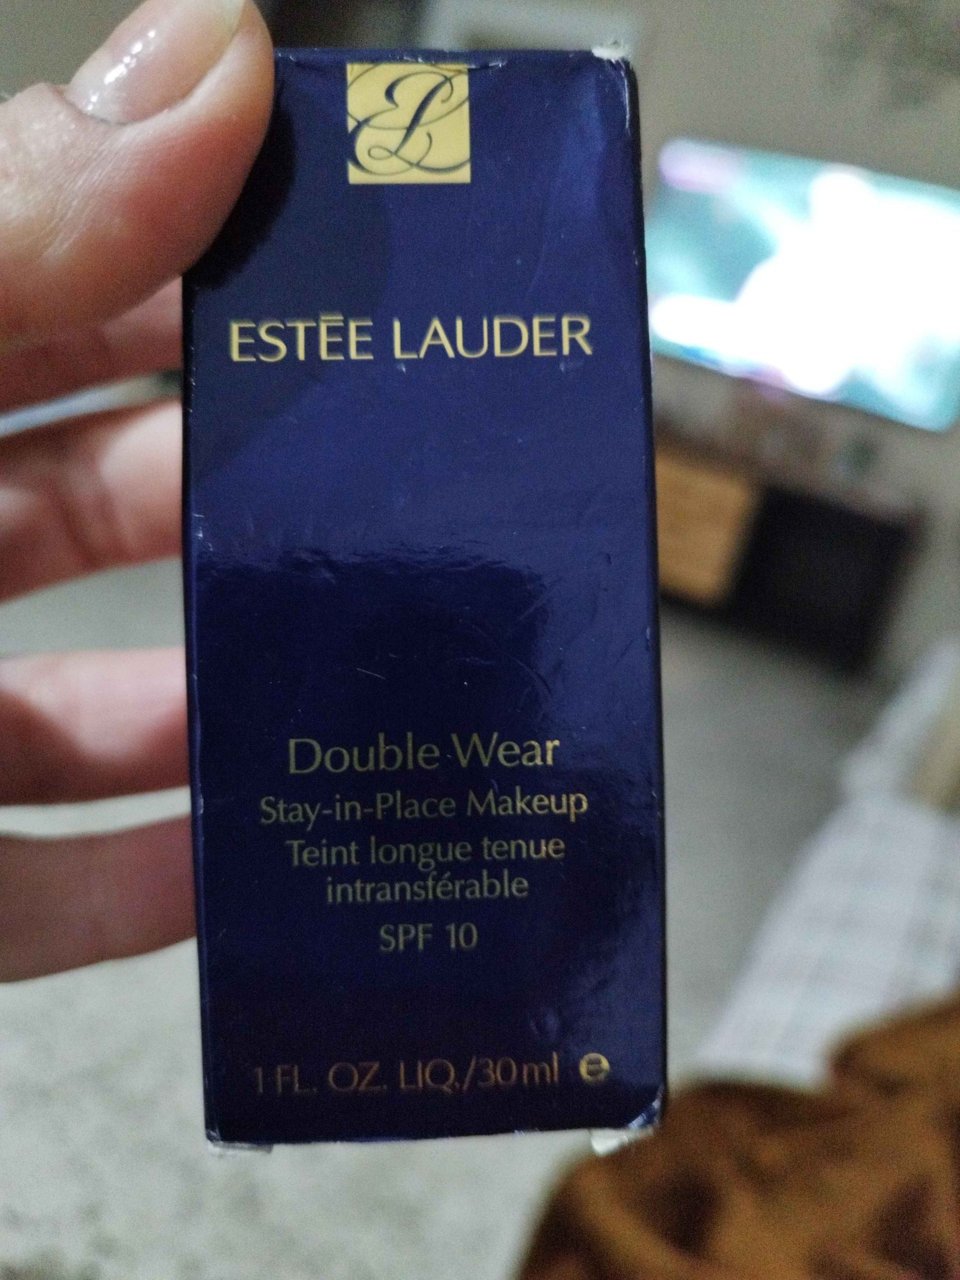 EL
ESTĒE LAUDER
Double Wear
Stay-in-Place Makeup
Teint longue tenue
intransférable
SPF 10
1 FL. OZ. LIQ./30ml ℮